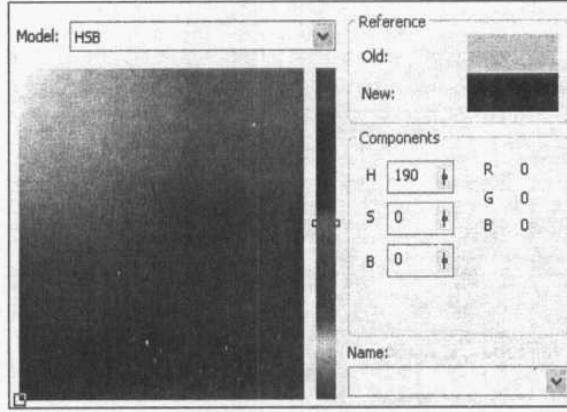 Model: HSB
Reference
Old:
New:
Components
H 190 R 0
S 0 G 0
B 0 B 0
Name: